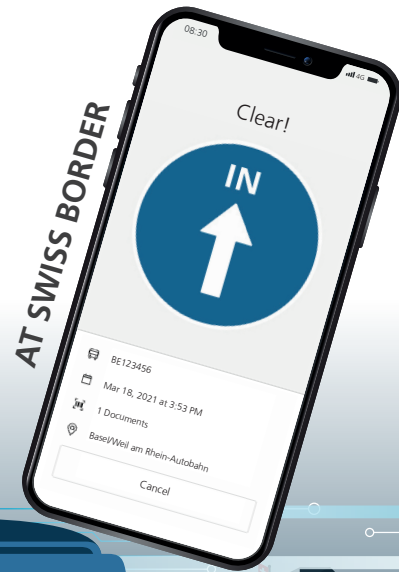 08:30
4G
Clear!
IN
AT SWISS BORDER
BE123456
Mar 18, 2021 at 3:53 PM
1 Documents
Basel/Weil am Rhein-Autobahn
Cancel